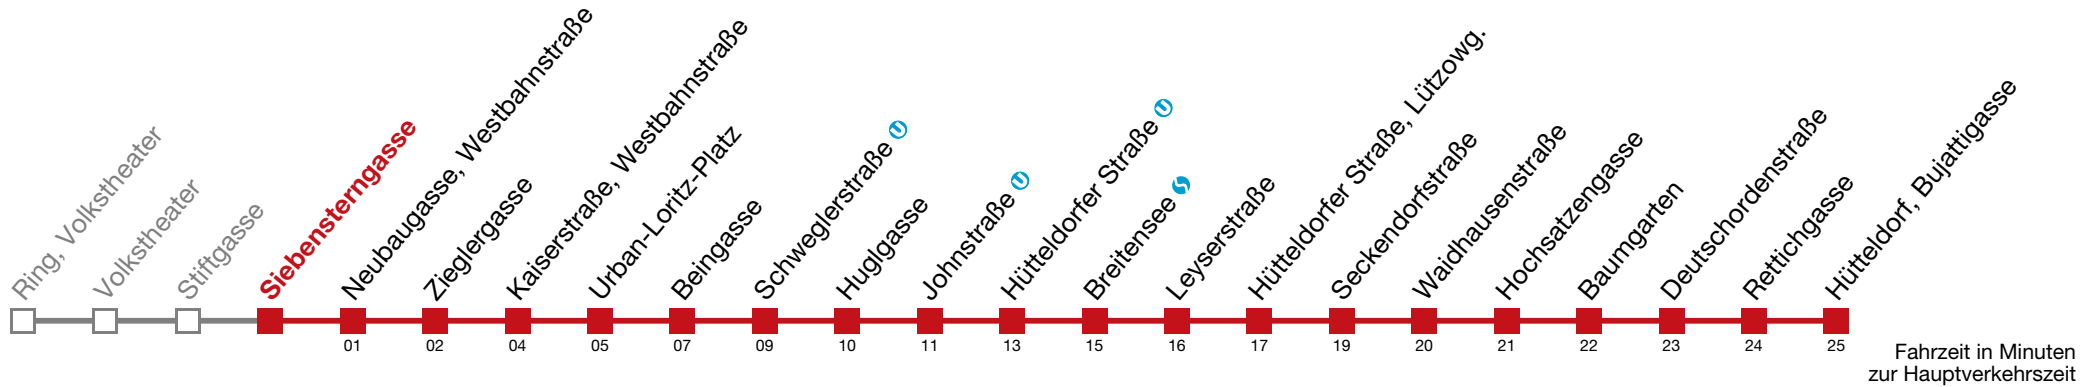 Ring, Volkstheater
Volkstheater
Stiftgasse
Siebensterngasse
Neubaugasse, Westbahnstraße
Zieglergasse
Kaiserstraße, Westbahnstraße
Urban-Loritz-Platz
Beingasse
Schweglerstraße U
Huglgasse
Johnstraße U
Hütteldorfer Straße U
Breitensee S
Leyserstraße
Hütteldorfer Straße, Lützowg.
Seckendorfstraße
Waidhausenstraße
Hochsatzengasse
Baumgarten
Deutschordenstraße
Rettichgasse
Hütteldorf, Bujattigasse
01 02 04 05 07 09 10 11 13 15 16 17 19 20 21 22 23 24 25
Fahrzeit in Minuten
zur Hauptverkehrszeit